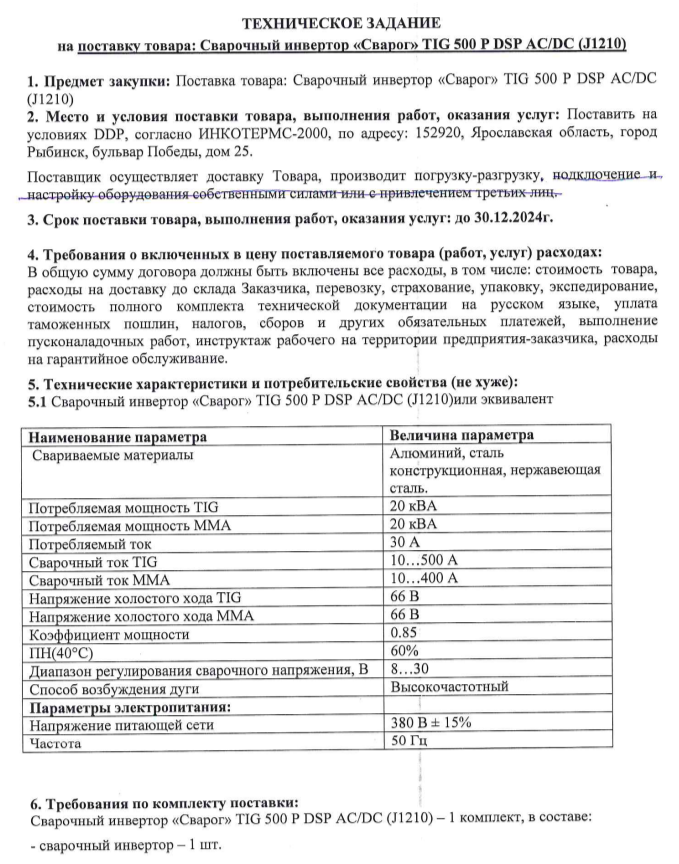 ТЕХНИЧЕСКОЕ ЗАДАНИЕ
на поставку товара: Сварочный инвертор «Сварог» TIG 500 P DSP AC/DC (J1210)
1. Предмет закупки: Поставка товара: Сварочный инвертор «Сварог» TIG 500 P DSP AC/DC
(J1210)
2. Место и условия поставки товара, выполнения работ, оказания услуг: Поставить на
условиях DDP, согласно ИНКОТЕРМС-2000, по адресу: 152920, Ярославская область, город
Рыбинск, бульвар Победы, дом 25.
Поставщик осуществляет доставку Товара, производит погрузку-разгрузку, подключение и
настройку оборудования собственными силами или с привлечением третьих лиц.
3. Срок поставки товара, выполнения работ, оказания услуг: до 30.12.2024г.
4. Требования о включенных в цену поставляемого товара (работ, услуг) расходах:
В общую сумму договора должны быть включены все расходы, в том числе: стоимость товара,
расходы на доставку до склада Заказчика, перевозку, страхование, упаковку, экспедирование,
стоимость полного комплекта технической документации на русском языке, уплата
таможенных пошлин, налогов, сборов и других обязательных платежей, выполнение
пусконаладочных работ, инструктаж рабочего на территории предприятия-заказчика, расходы
на гарантийное обслуживание.
5. Технические характеристики и потребительские свойства (не хуже):
5.1 Сварочный инвертор «Сварог» TIG 500 P DSP AC/DC (J1210)или эквивалент
Наименование параметра Величина параметра
Свариваемые материалы Алюминий, сталь
конструкционная, нержавеющая
сталь.
Потребляемая мощность TIG 20 кВА
Потребляемая мощность MMA 20 кВА
Потребляемый ток 30 А
Сварочный ток TIG 10…500 А
Сварочный ток MMA 10…400 А
Напряжение холостого хода TIG 66 В
Напряжение холостого хода MMA 66 В
Коэффициент мощности 0.85
ПН(40°С) 60%
Диапазон регулирования сварочного напряжения, В 8…30
Способ возбуждения дуги Высокочастотный
Параметры электропитания:
Напряжение питающей сети 380 В ± 15%
Частота 50 Гц
6. Требования по комплекту поставки:
Сварочный инвертор «Сварог» TIG 500 P DSP AC/DC (J1210) – 1 комплект, в составе:
- сварочный инвертор – 1 шт.